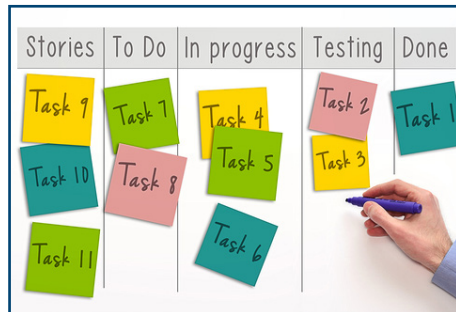 Stories To Do In progress Testing Done
Task 9
Task 10
Task 11
Task 7
Task 8
Task 4
Task 5
Task 6
Task 2
Task 3
Task 1